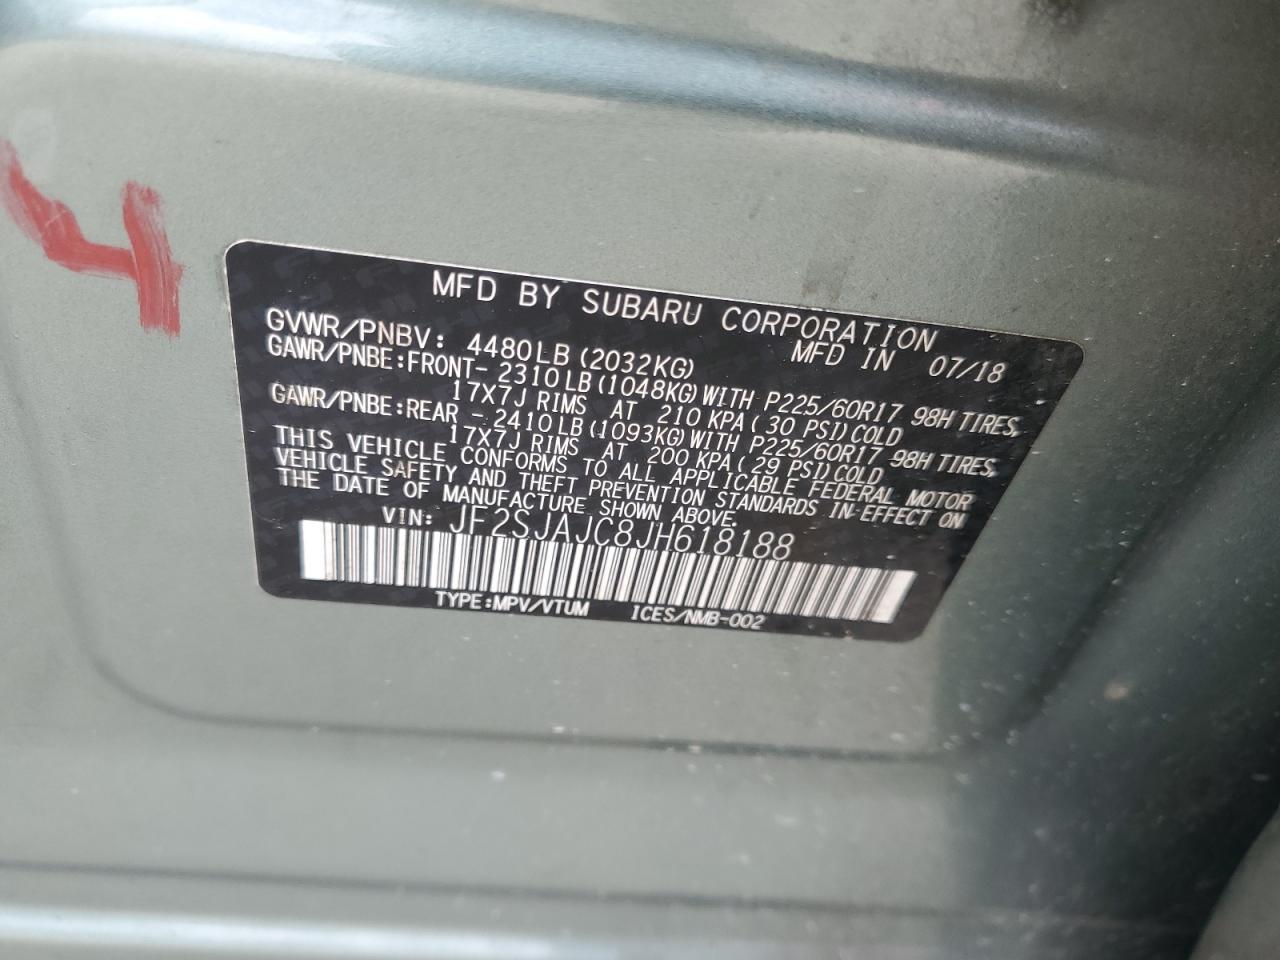 4
MFD BY SUBARU CORPORATION
GVWR/PNBV: 4480LB(2032KG) MFD IN 07/18
GAWR/PNBE:FRONT- 2310LB(1048KG)WITH P225/60R17 98H TIRES,
17X7J RIMS AT 210 KPA( 30 PSI)COLD
GAWR/PNBE:REAR - 2410LB(1093KG)WITH P225/60R17 98H TIRES,
17X7J RIMS AT 200 KPA( 29 PSI)COLD
THIS VEHICLE CONFORMS TO ALL APPLICABLE FEDERAL MOTOR
VEHICLE SAFETY AND THEFT PREVENTION STANDARDS IN EFFECT ON
THE DATE OF MANUFACTURE SHOWN ABOVE.
VIN: JF2SJAJC8JH618188
TYPE:MPV/VTUM ICES/NMB-002